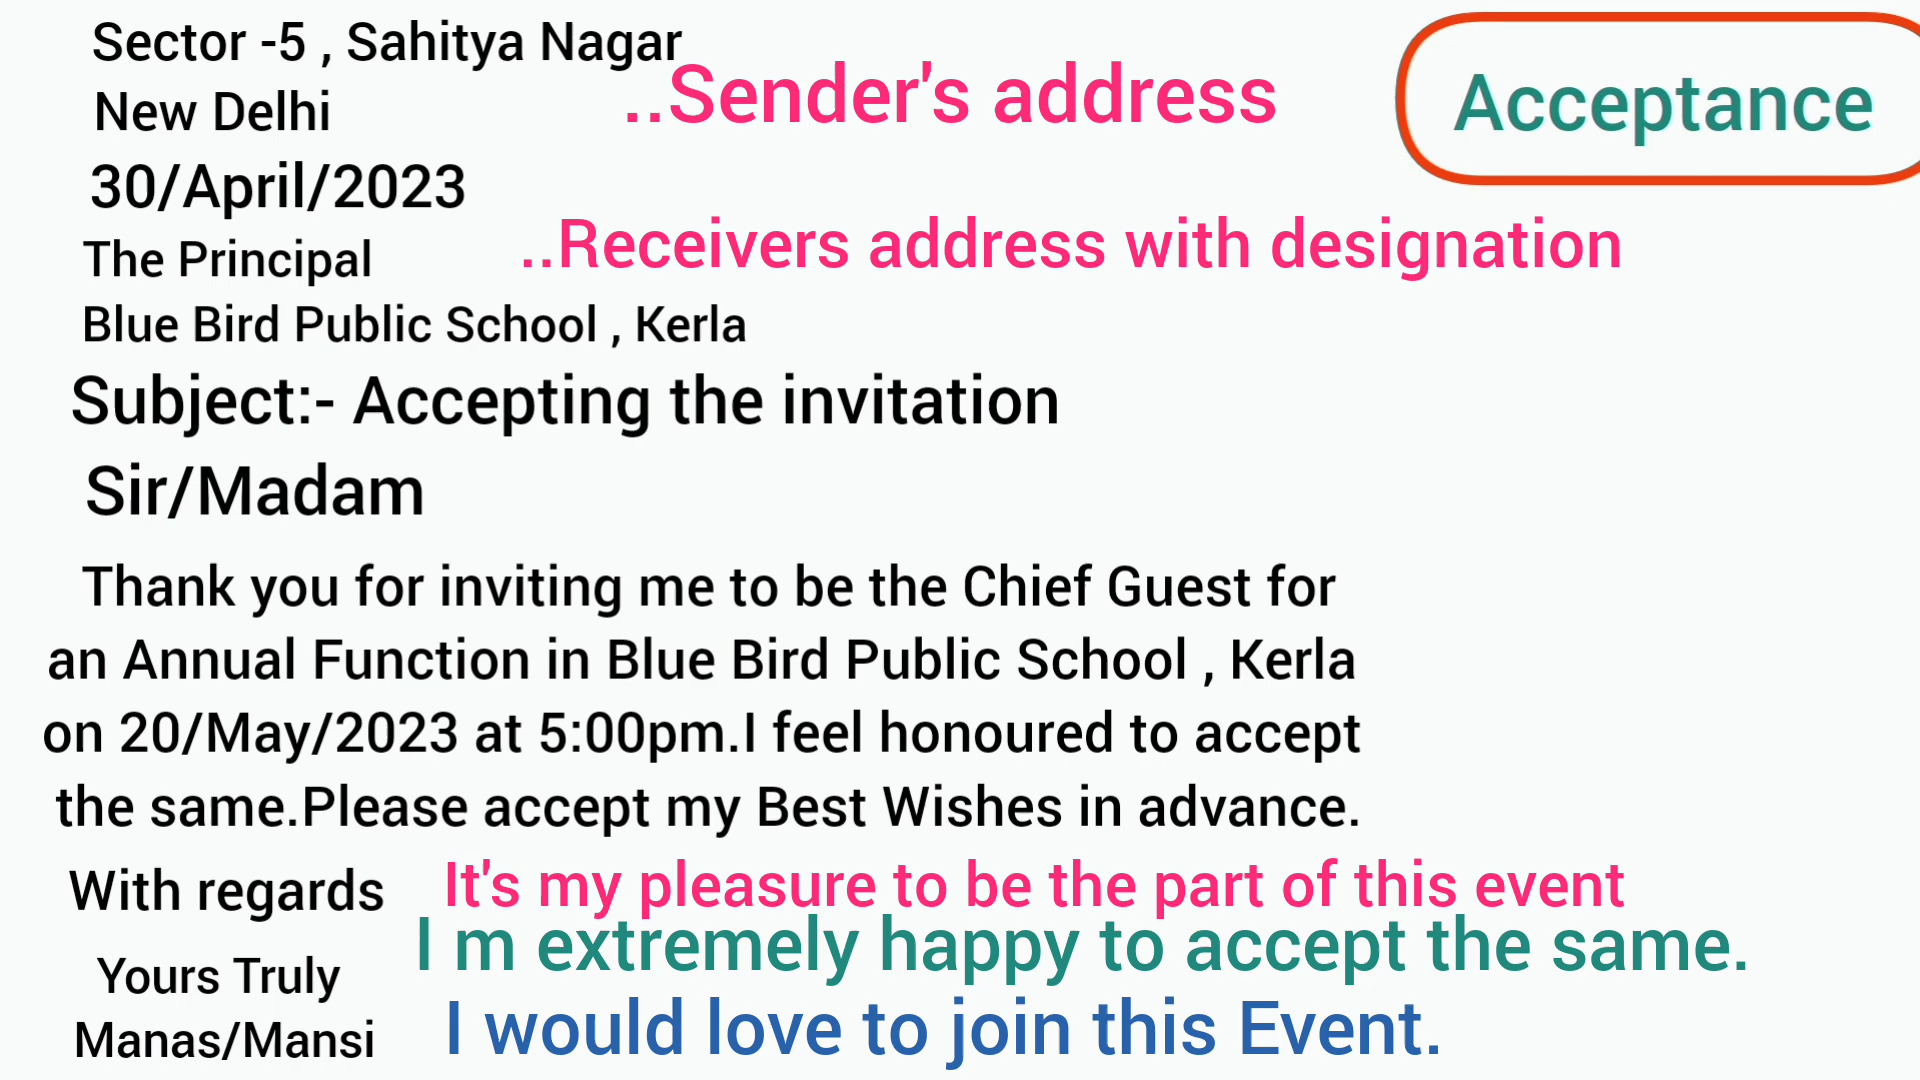 Sector -5 , Sahitya Nagar
..Sender's address
Acceptance
New Delhi
30/April/2023
..Receivers address with designation
The Principal
Blue Bird Public School , Kerla
Subject:- Accepting the invitation
Sir/Madam
Thank you for inviting me to be the Chief Guest for
an Annual Function in Blue Bird Public School , Kerla
on 20/May/2023 at 5:00pm.I feel honoured to accept
the same.Please accept my Best Wishes in advance.
With regards
It's my pleasure to be the part of this event
I m extremely happy to accept the same.
Yours Truly
I would love to join this Event.
Manas/Mansi